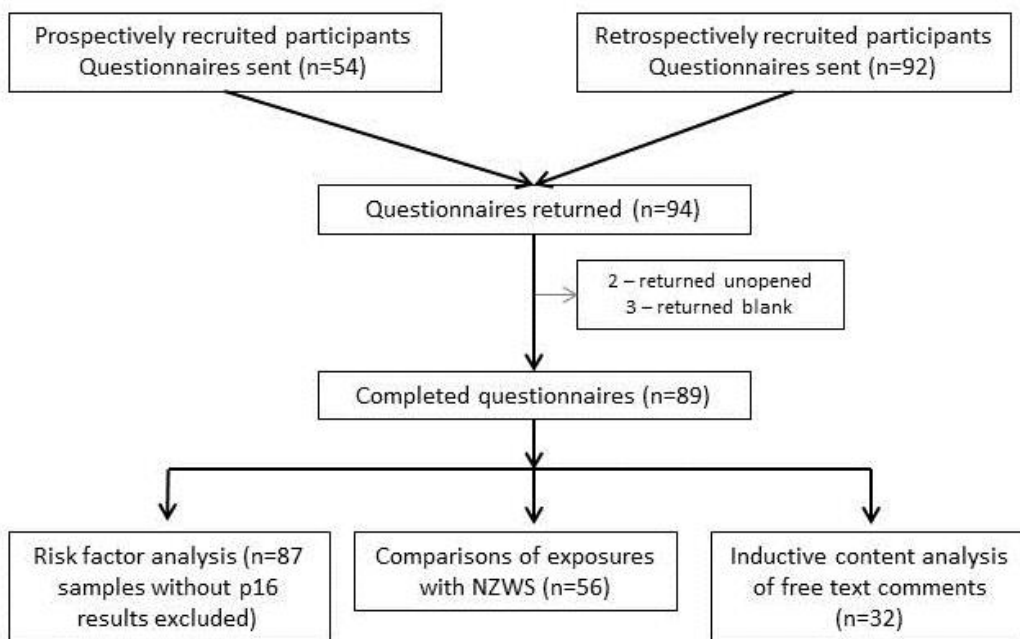 Prospectively recruited participants
Questionnaires sent (n=54)
Retrospectively recruited participants
Questionnaires sent (n=92)
Questionnaires returned (n=94)
2 – returned unopened
3 – returned blank
Completed questionnaires (n=89)
Risk factor analysis (n=87
samples without p16
results excluded)
Comparisons of exposures
with NZWS (n=56)
Inductive content analysis
of free text comments
(n=32)